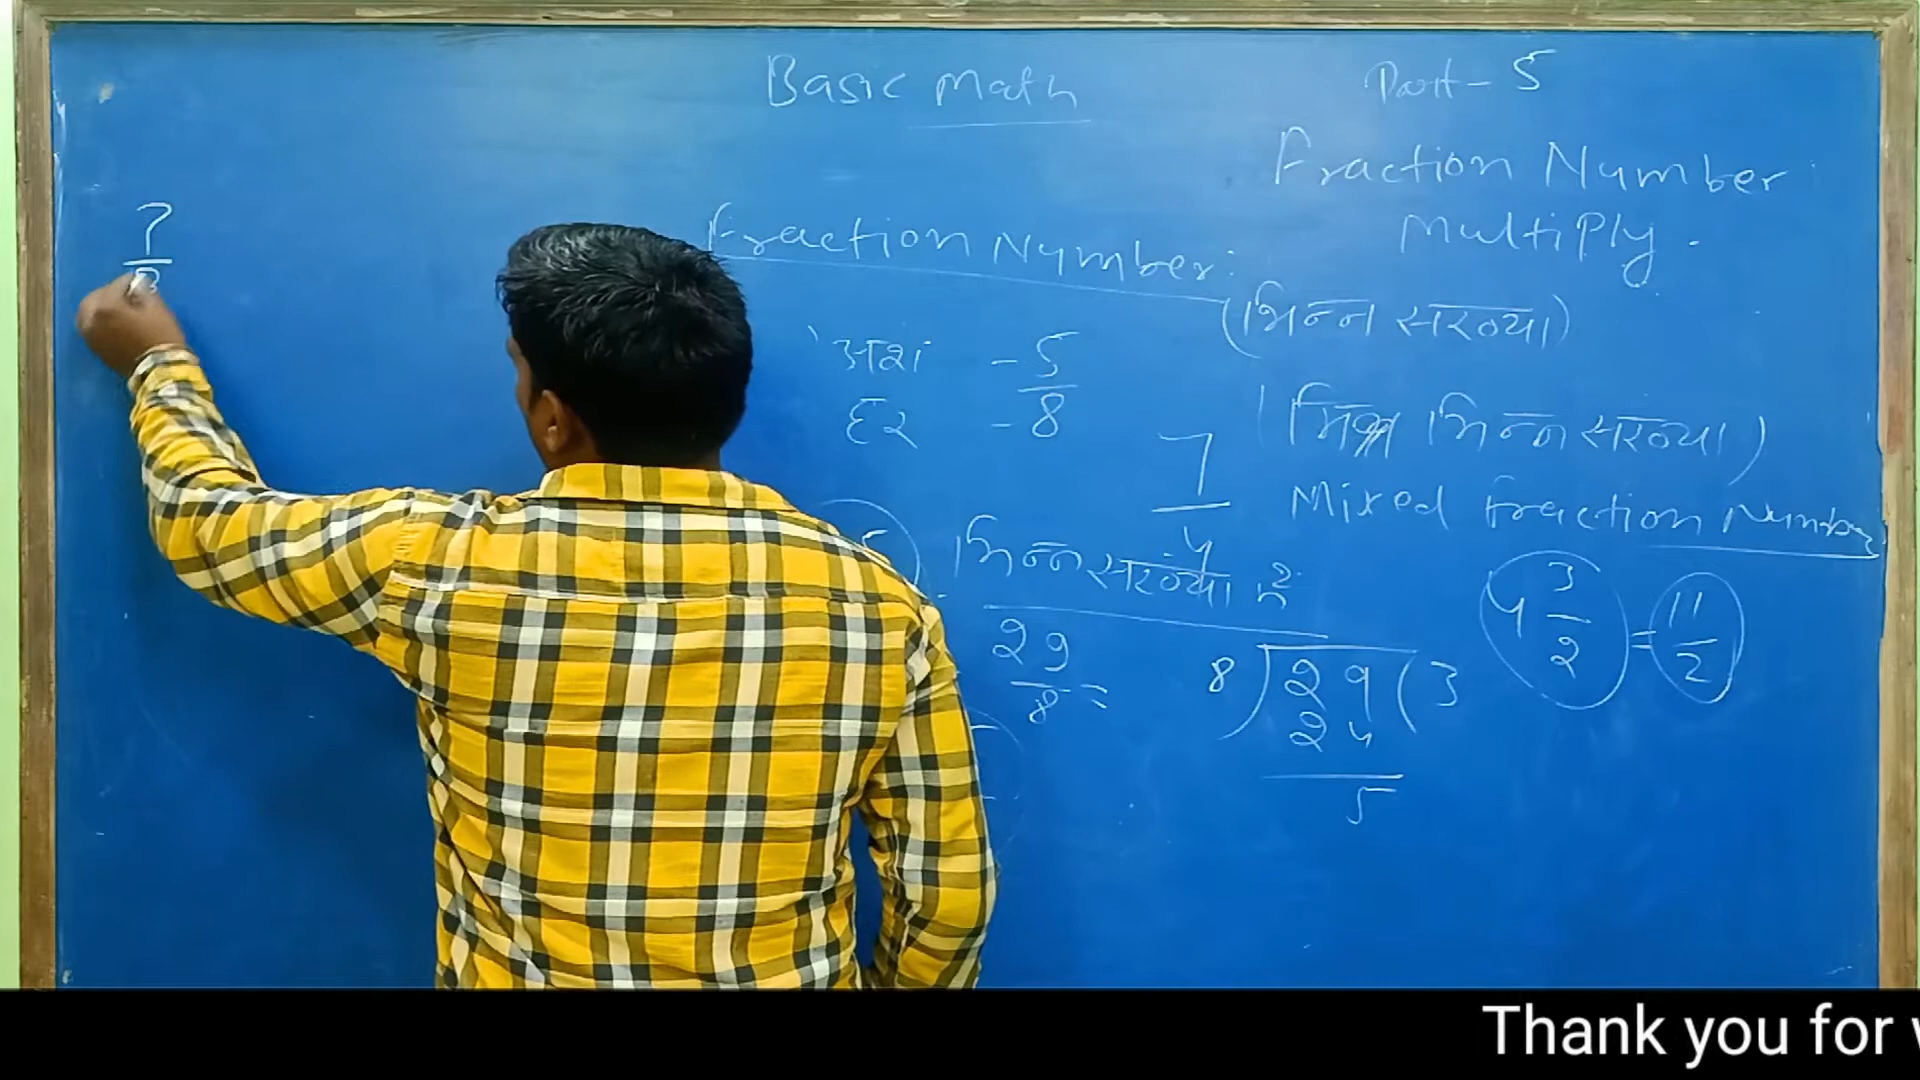 Basic Math
Part - 5
Fraction Number
Multiply.
7
Fraction Number:
(भिन्न संख्या)
अंश - 5
हर - 8
(मिश्र भिन्न संख्या)
Mixed Fraction Number
7
4
भिन्न संख्या है
29
8 =
8 ) 29 ( 3
24
5
4 3/2 = 11/2
Thank you for